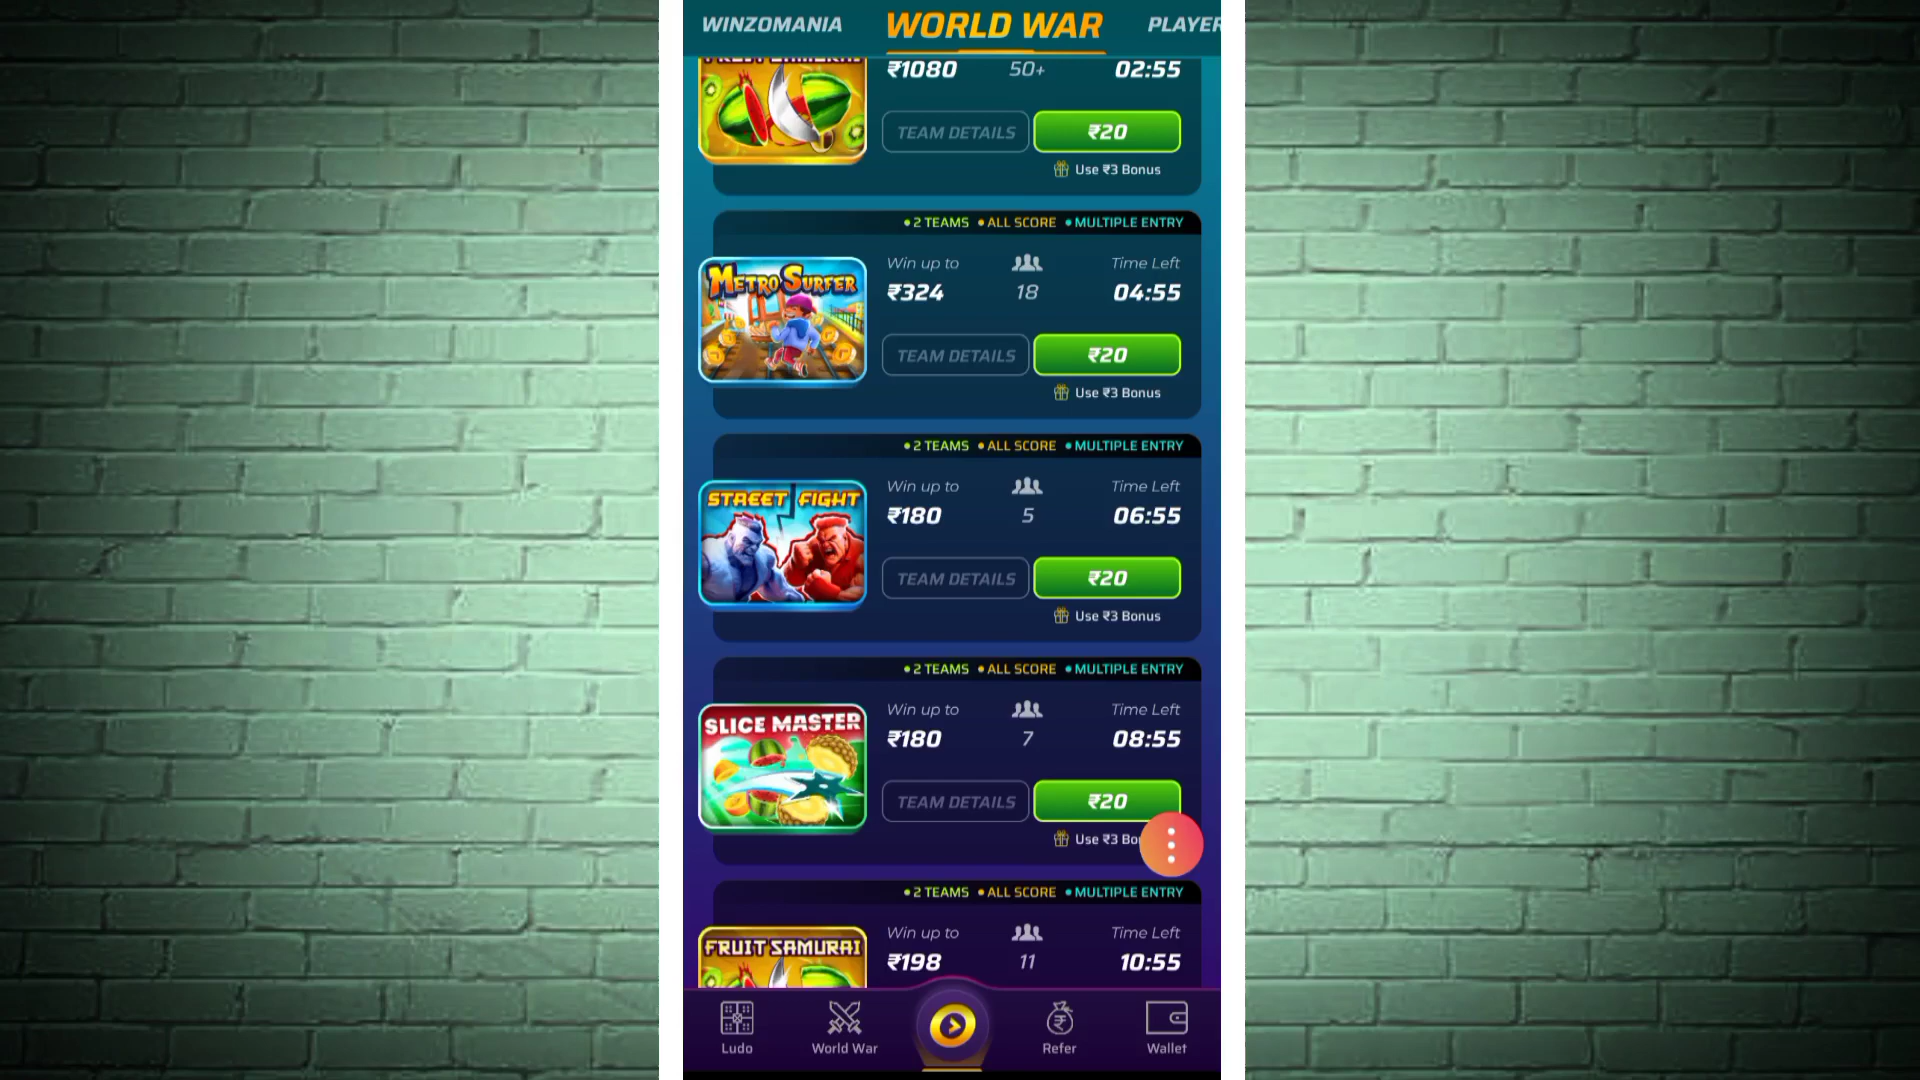 WINZOMANIA WORLD WAR PLAYER
FRUIT SAMURAI
₹1080 50+ 02:55
TEAM DETAILS ₹20
Use ₹3 Bonus
2 TEAMS ALL SCORE MULTIPLE ENTRY
METRO SURFER
Win up to Time Left
₹324 18 04:55
TEAM DETAILS ₹20
Use ₹3 Bonus
2 TEAMS ALL SCORE MULTIPLE ENTRY
STREET FIGHT
Win up to Time Left
₹180 5 06:55
TEAM DETAILS ₹20
Use ₹3 Bonus
2 TEAMS ALL SCORE MULTIPLE ENTRY
SLICE MASTER
Win up to Time Left
₹180 7 08:55
TEAM DETAILS ₹20
Use ₹3 Bo
2 TEAMS ALL SCORE MULTIPLE ENTRY
FRUIT SAMURAI
Win up to Time Left
₹198 11 10:55
Ludo World War Refer Wallet